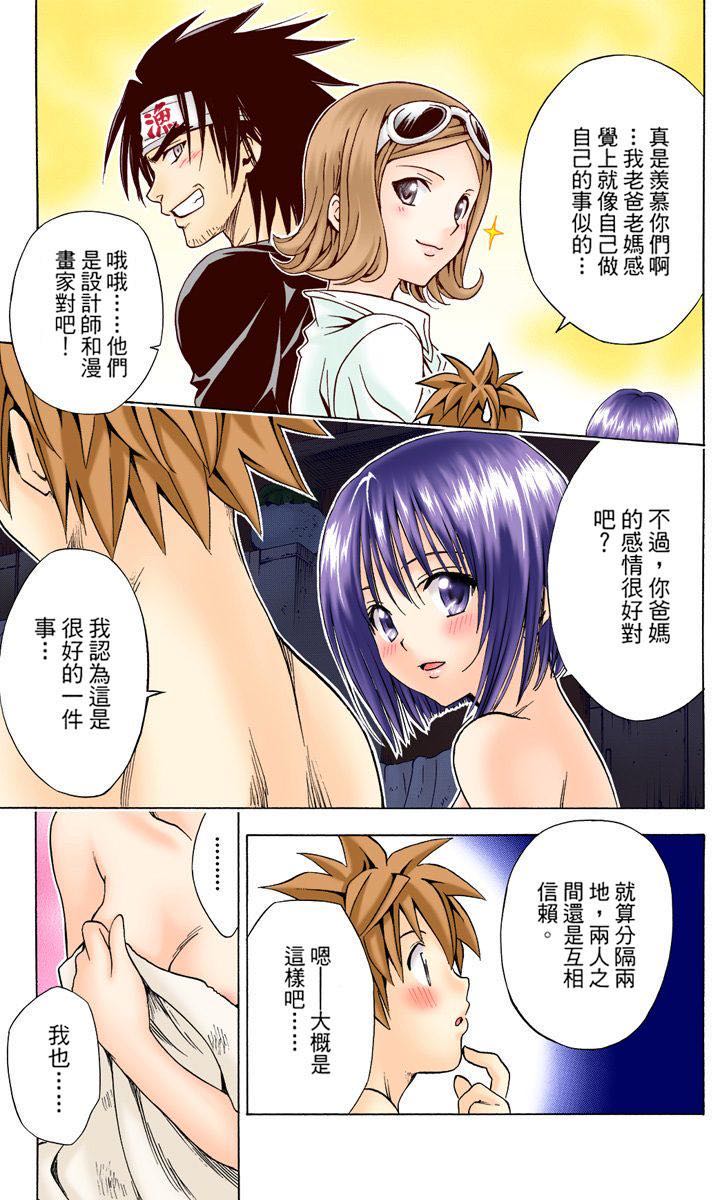 真是羨慕你們啊
…我老爸老媽感
覺上就像自己做
自己的事似的…
漁
哦哦……他們
是設計師和漫
畫家對吧！
不過，你爸媽
的感情很好對
吧？
我認為這是
很好的一件
事…
就算分隔兩
地，兩人之
間還是互相
信賴。
嗯——大概是
這樣吧……
……
我也……